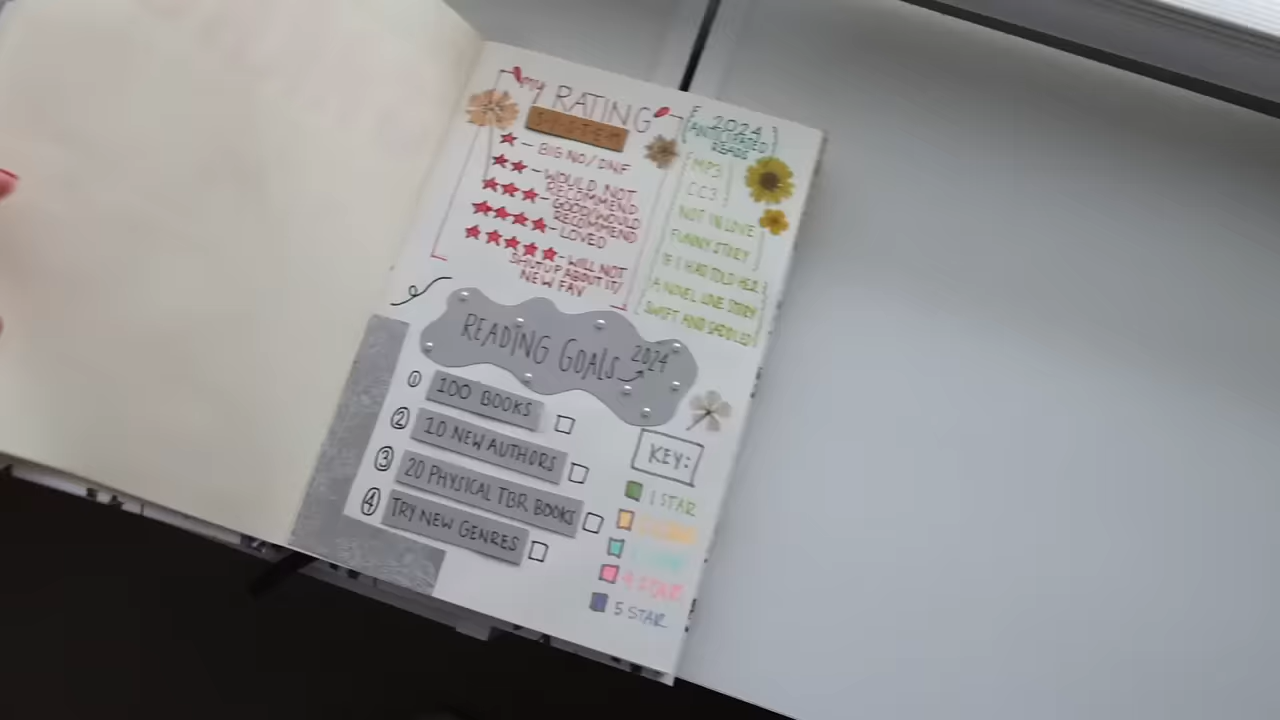 my RATING
SYSTEM
★ - BIG NO/DNF
★★ - WOULD NOT
RECOMMEND
★★★ - GOOD/WOULD
RECOMMEND
★★★★ - LOVED
★★★★★ - WILL NOT
SHUT UP ABOUT IT/
NEW FAV
2024
ANTICIPATED
READS
MP3
CC3
NOT IN LOVE
FUNNY STORY
IF I HAD TOLD HER
A NOVEL LOVE STORY
SWIFT AND SADDLED
READING GOALS 2024
① 100 BOOKS
② 10 NEW AUTHORS
③ 20 PHYSICAL TBR BOOKS
④ TRY NEW GENRES
KEY:
1 STAR
4 STAR
5 STAR